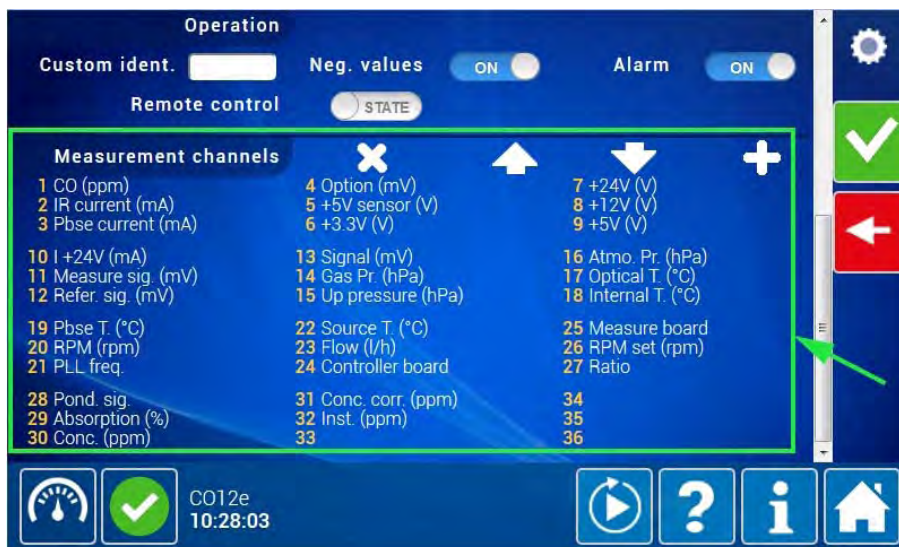 Operation
Custom ident. Neg. values ON Alarm ON
Remote control STATE
Measurement channels
1 CO (ppm) 4 Option (mV) 7 +24V (V)
2 IR current (mA) 5 +5V sensor (V) 8 +12V (V)
3 Pbse current (mA) 6 +3.3V (V) 9 +5V (V)
10 I +24V (mA) 13 Signal (mV) 16 Atmo. Pr. (hPa)
11 Measure sig. (mV) 14 Gas Pr. (hPa) 17 Optical T. (°C)
12 Refer. sig. (mV) 15 Up pressure (hPa) 18 Internal T. (°C)
19 Pbse T. (°C) 22 Source T. (°C) 25 Measure board
20 RPM (rpm) 23 Flow (l/h) 26 RPM set (rpm)
21 PLL freq. 24 Controller board 27 Ratio
28 Pond. sig. 31 Conc. corr. (ppm) 34
29 Absorption (%) 32 Inst. (ppm) 35
30 Conc. (ppm) 33 36
CO12e
10:28:03
? i